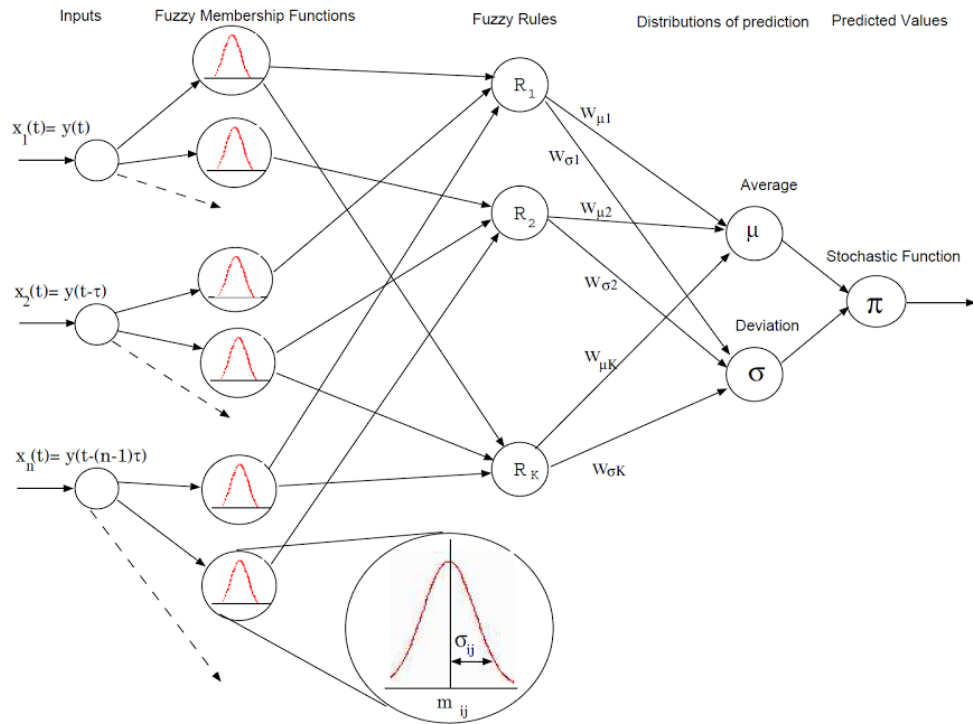 Inputs
Fuzzy Membership Functions
Fuzzy Rules
Distributions of prediction
Predicted Values
x1(t)= y(t)
x2(t)= y(t-τ)
xn(t)= y(t-(n-1)τ)
R1
R2
RK
Wμ1
Wσ1
Wμ2
Wσ2
WμK
WσK
Average
μ
Stochastic Function
π
Deviation
σ
σij
m ij